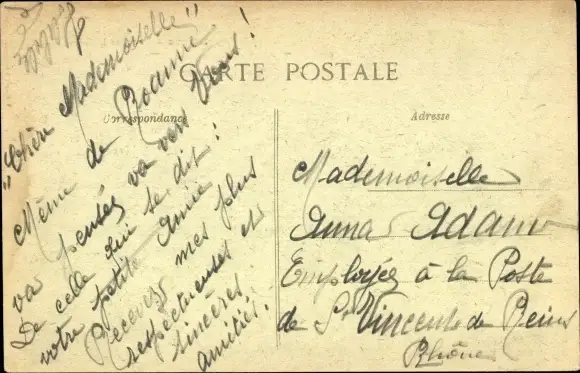 CARTE POSTALE
Correspondance
Adresse
"Chère Mademoiselle"
Même de Roanne
va pensée va vers Vous!
De celle qui se dit:
votre petite Amie
Recevez mes plus
respectueuses et
sincères
amitiés.
Mademoiselle
Anna Adam
Employée à la Poste
de St Vincent de Reins
Rhône